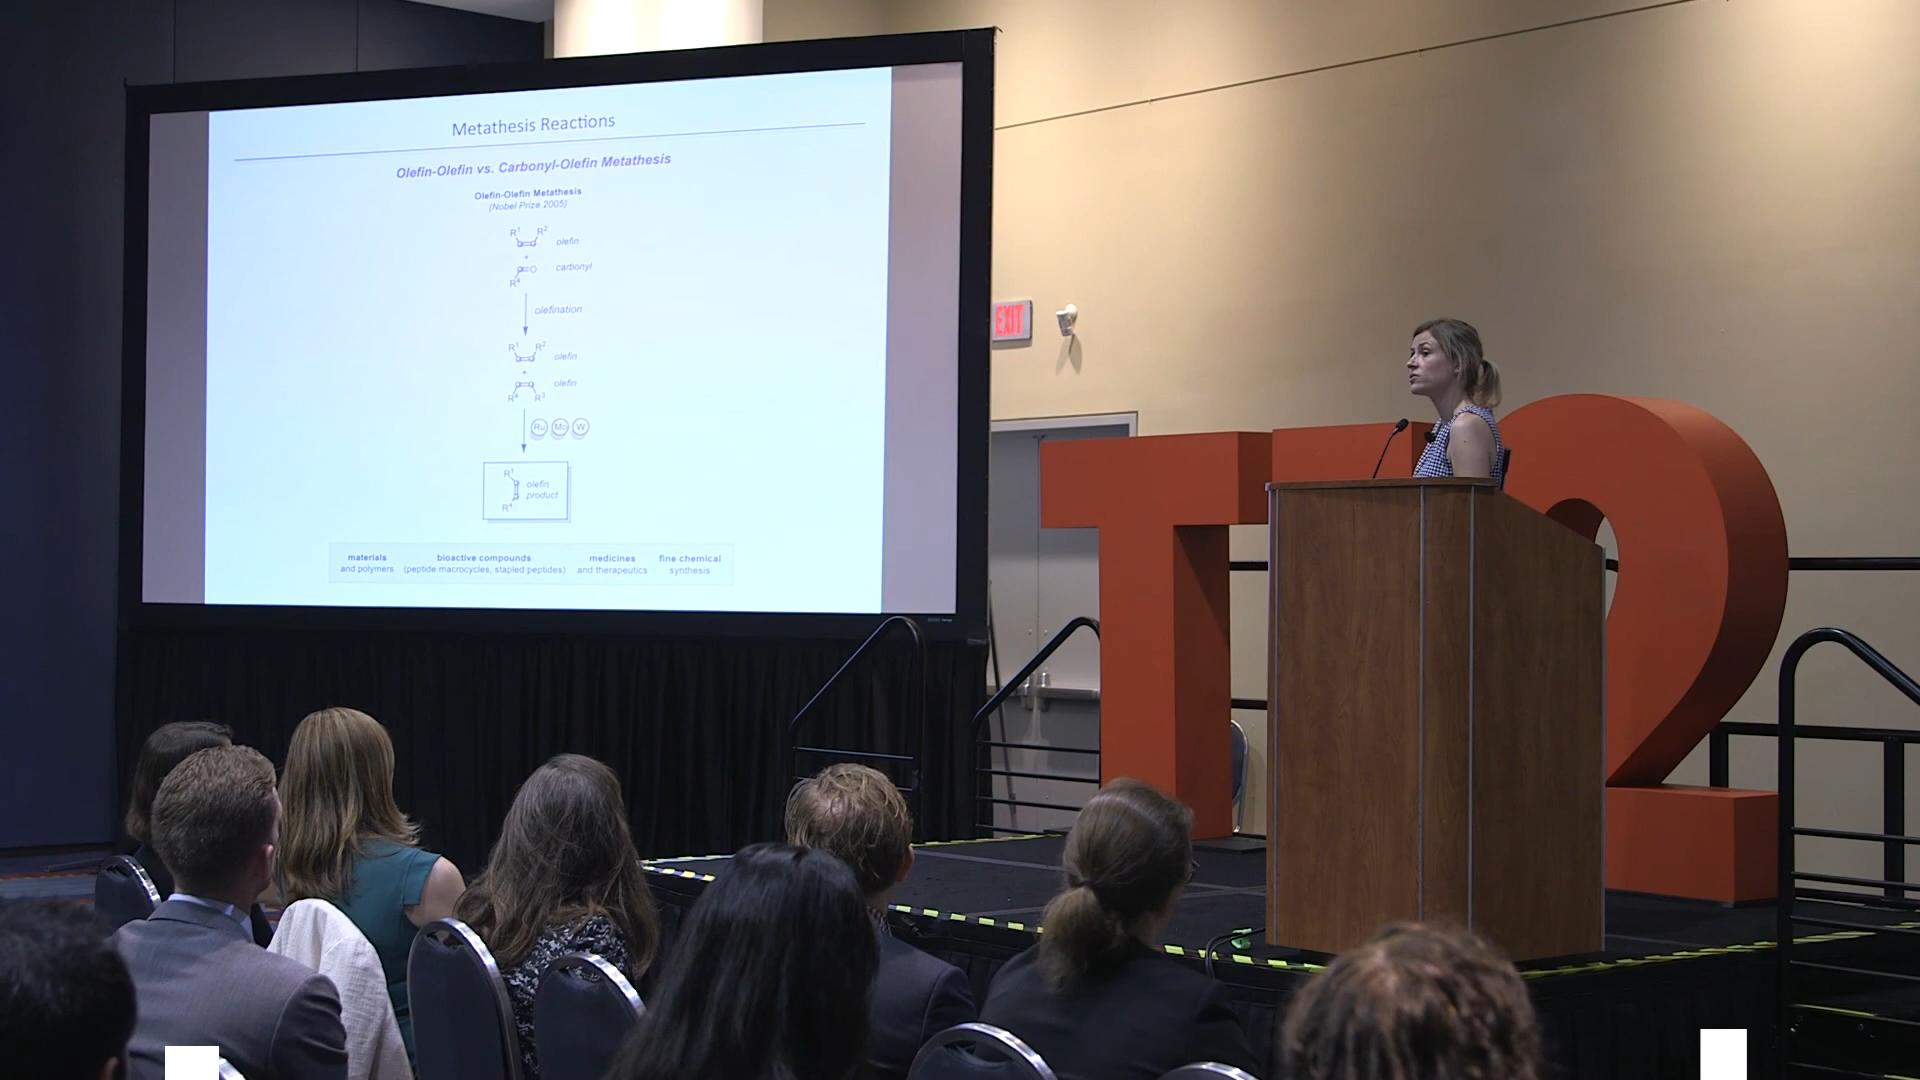 Metathesis Reactions
Olefin-Olefin vs. Carbonyl-Olefin Metathesis
Olefin-Olefin Metathesis
(Nobel Prize 2005)
R¹ R² olefin
+
O carbonyl
R⁴
olefination
R¹ R² olefin
+
olefin
R⁴ R³
Ru Mo W
R¹
olefin
product
R⁴
materials bioactive compounds medicines fine chemical
and polymers (peptide macrocycles, stapled peptides) and therapeutics synthesis
EXIT
T 2